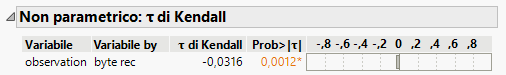 Non parametrico: τ di Kendall
Variabile Variabile by τ di Kendall Prob>|τ| -,8 -,6 -,4 -,2 0 ,2 ,4 ,6 ,8
observation byte rec -0,0316 0,0012*